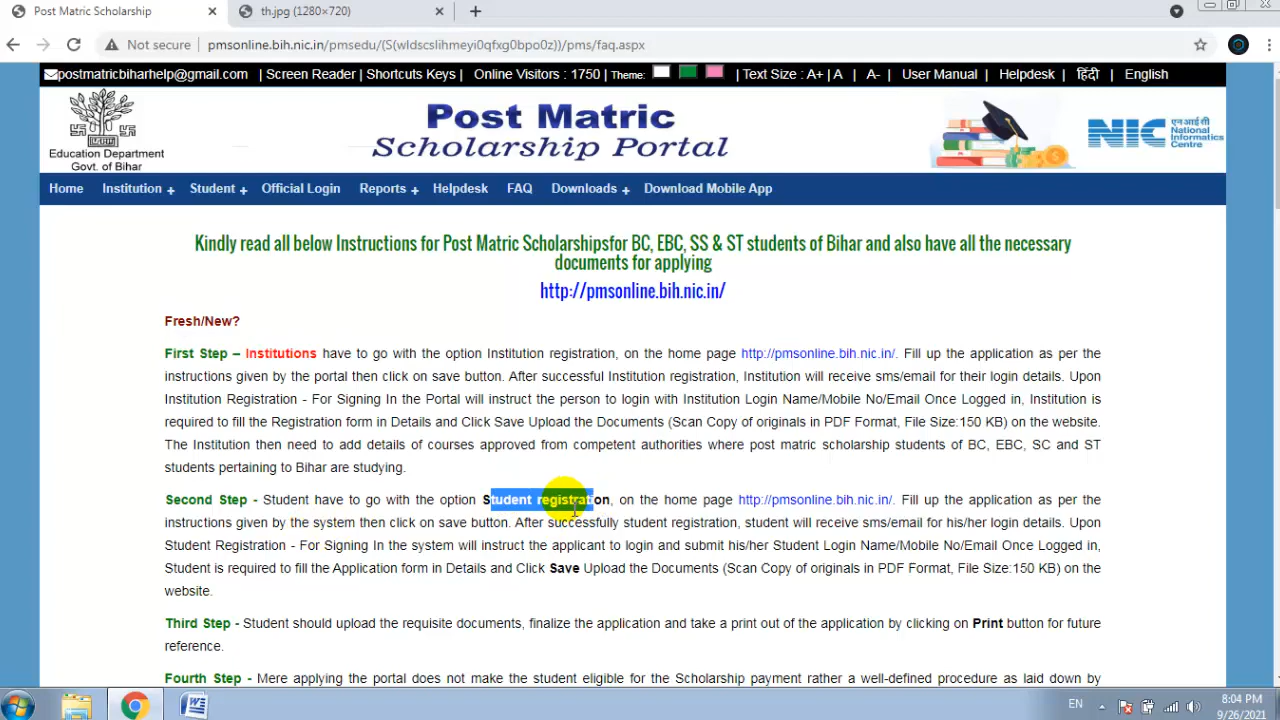 Post Matric Scholarship
th.jpg (1280×720)
Not secure
pmsonline.bih.nic.in/pmsedu/(S(wldscslihmeyi0qfxg0bpo0z))/pms/faq.aspx
postmatricbiharhelp@gmail.com | Screen Reader | Shortcuts Keys | Online Visitors : 1750 | Theme: | Text Size : A+ | A | A- | User Manual | Helpdesk | हिंदी | English
Education Department
Govt. of Bihar
Post Matric
Scholarship Portal
NIC एन आई सी
National
Informatics
Centre
Home Institution + Student + Official Login Reports + Helpdesk FAQ Downloads + Download Mobile App
Kindly read all below Instructions for Post Matric Scholarshipsfor BC, EBC, SS & ST students of Bihar and also have all the necessary
documents for applying
http://pmsonline.bih.nic.in/
Fresh/New?
First Step – Institutions have to go with the option Institution registration, on the home page http://pmsonline.bih.nic.in/. Fill up the application as per the
instructions given by the portal then click on save button. After successful Institution registration, Institution will receive sms/email for their login details. Upon
Institution Registration - For Signing In the Portal will instruct the person to login with Institution Login Name/Mobile No/Email Once Logged in, Institution is
required to fill the Registration form in Details and Click Save Upload the Documents (Scan Copy of originals in PDF Format, File Size:150 KB) on the website.
The Institution then need to add details of courses approved from competent authorities where post matric scholarship students of BC, EBC, SC and ST
students pertaining to Bihar are studying.
Second Step - Student have to go with the option Student registration, on the home page http://pmsonline.bih.nic.in/. Fill up the application as per the
instructions given by the system then click on save button. After successfully student registration, student will receive sms/email for his/her login details. Upon
Student Registration - For Signing In the system will instruct the applicant to login and submit his/her Student Login Name/Mobile No/Email Once Logged in,
Student is required to fill the Application form in Details and Click Save Upload the Documents (Scan Copy of originals in PDF Format, File Size:150 KB) on the
website.
Third Step - Student should upload the requisite documents, finalize the application and take a print out of the application by clicking on Print button for future
reference.
Fourth Step - Mere applying the portal does not make the student eligible for the Scholarship payment rather a well-defined procedure as laid down by
EN
8:04 PM
9/26/2021